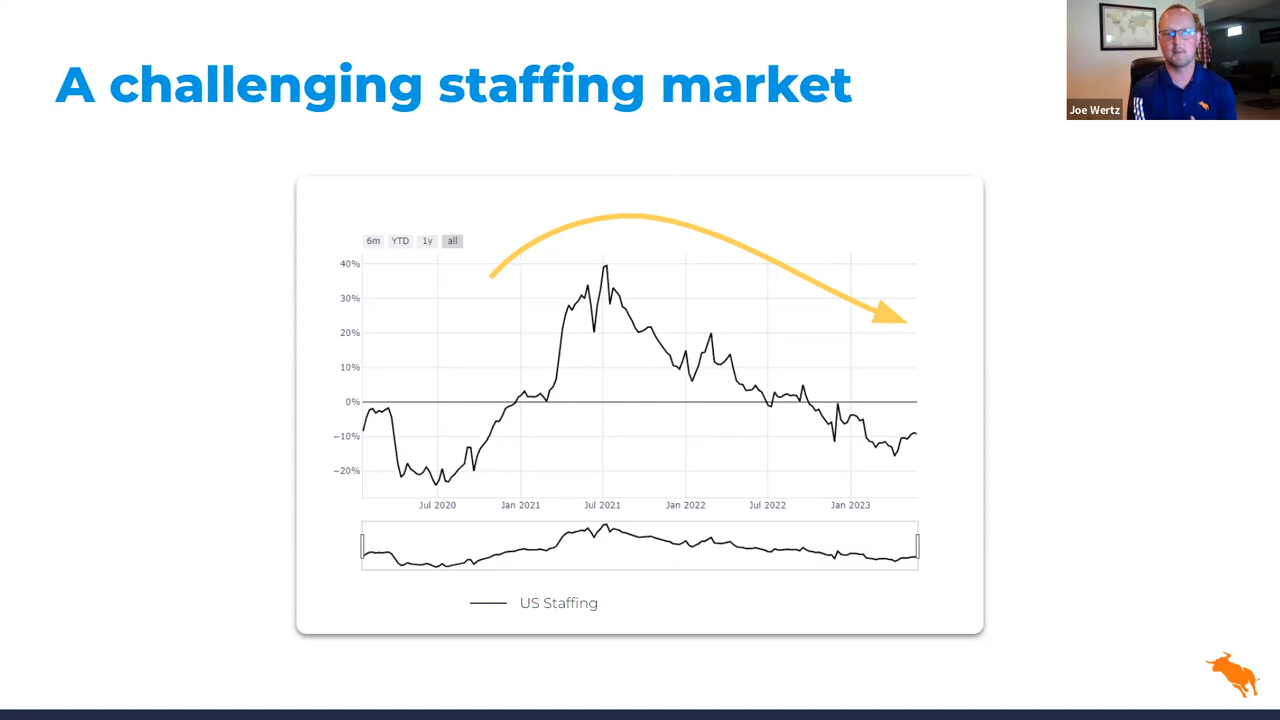 A challenging staffing market
Joe Wertz
6m YTD 1y all
40%
30%
20%
10%
0%
−10%
−20%
Jul 2020 Jan 2021 Jul 2021 Jan 2022 Jul 2022 Jan 2023
US Staffing